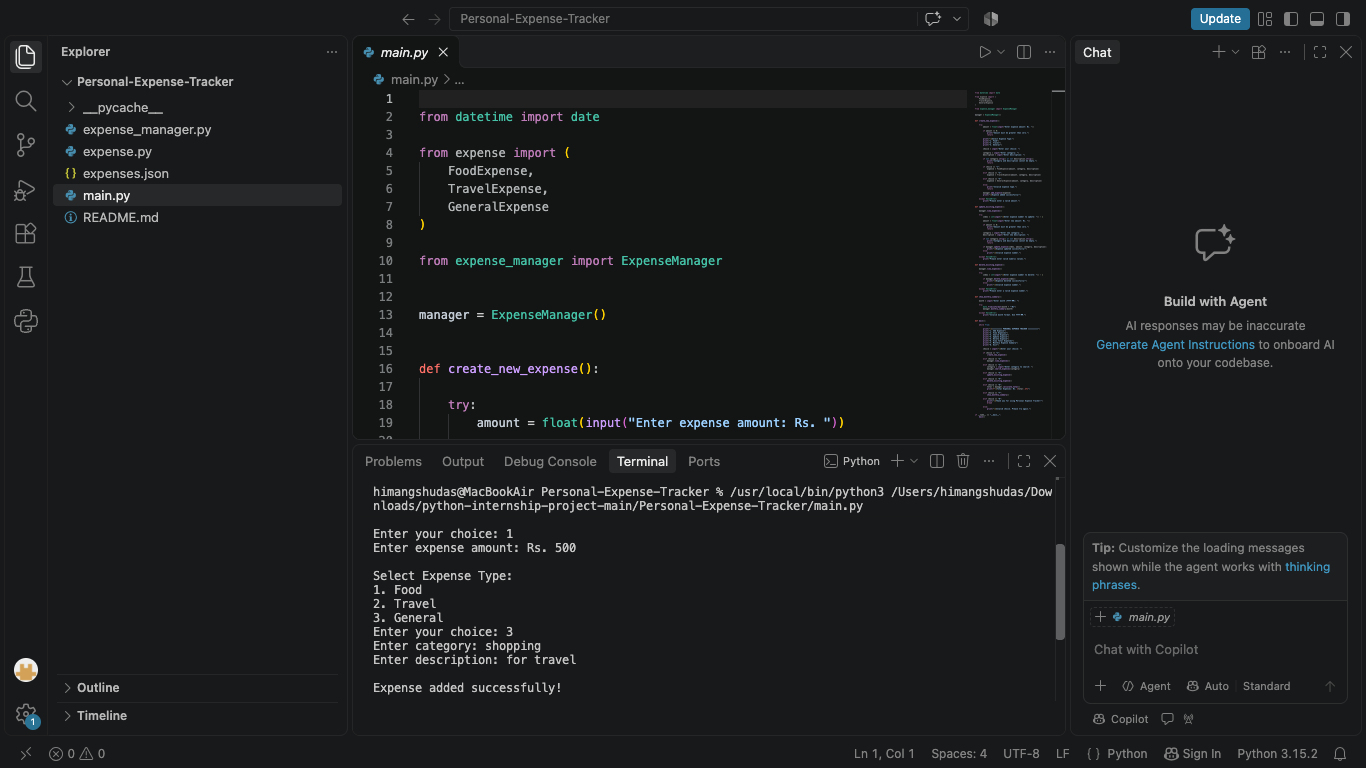 Personal-Expense-Tracker
Update
Explorer
Personal-Expense-Tracker
__pycache__
expense_manager.py
expense.py
{} expenses.json
main.py
README.md
Outline
Timeline
1
main.py
main.py > ...
1
2 from datetime import date
3
4 from expense import (
5 FoodExpense,
6 TravelExpense,
7 GeneralExpense
8 )
9
10 from expense_manager import ExpenseManager
11
12
13 manager = ExpenseManager()
14
15
16 def create_new_expense():
17
18 try:
19 amount = float(input("Enter expense amount: Rs. "))
20
Problems Output Debug Console Terminal Ports Python
himangshudas@MacBookAir Personal-Expense-Tracker % /usr/local/bin/python3 /Users/himangshudas/Dow
nloads/python-internship-project-main/Personal-Expense-Tracker/main.py
Enter your choice: 1
Enter expense amount: Rs. 500
Select Expense Type:
1. Food
2. Travel
3. General
Enter your choice: 3
Enter category: shopping
Enter description: for travel
Expense added successfully!
Chat
Build with Agent
AI responses may be inaccurate
Generate Agent Instructions to onboard AI
onto your codebase.
Tip: Customize the loading messages
shown while the agent works with thinking
phrases.
main.py
Chat with Copilot
Agent Auto Standard
Copilot
0 0 Ln 1, Col 1 Spaces: 4 UTF-8 LF {} Python Sign In Python 3.15.2